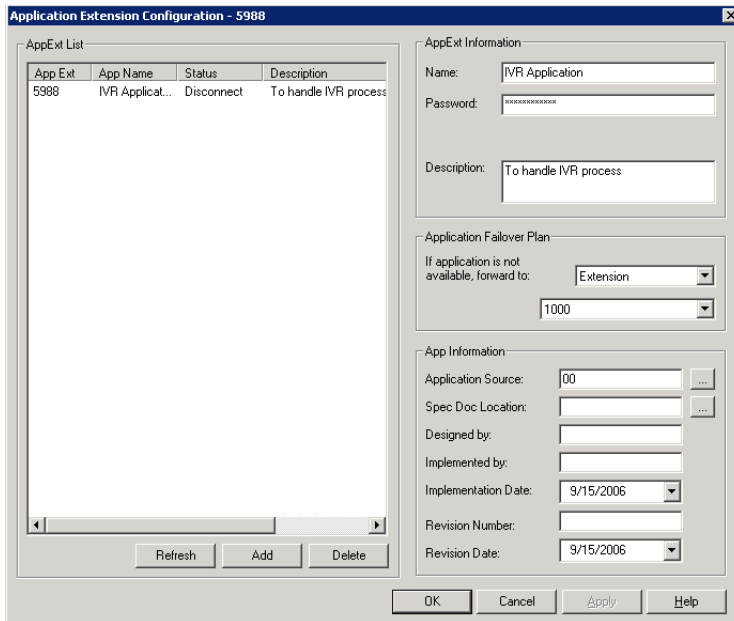 Application Extension Configuration - 5988
AppExt List
App Ext App Name Status Description
5988 IVR Applicat... Disconnect To handle IVR process
Refresh Add Delete
AppExt Information
Name: IVR Application
Password: ************
Description: To handle IVR process
Application Failover Plan
If application is not
available, forward to: Extension
1000
App Information
Application Source: 00 ...
Spec Doc Location: ...
Designed by:
Implemented by:
Implementation Date: 9/15/2006
Revision Number:
Revision Date: 9/15/2006
OK Cancel Apply Help